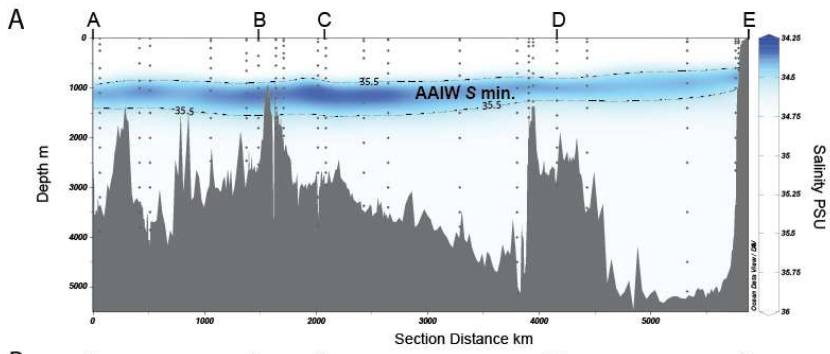 A
A B C D E
0
1000
2000
3000
4000
5000
Depth m
35.5
35.5
AAIW S min.
35.5
0 1000 2000 3000 4000 5000
Section Distance km
34.25
34.5
34.75
35
35.25
35.5
35.75
36
Salinity PSU
Ocean Data View / DIVA